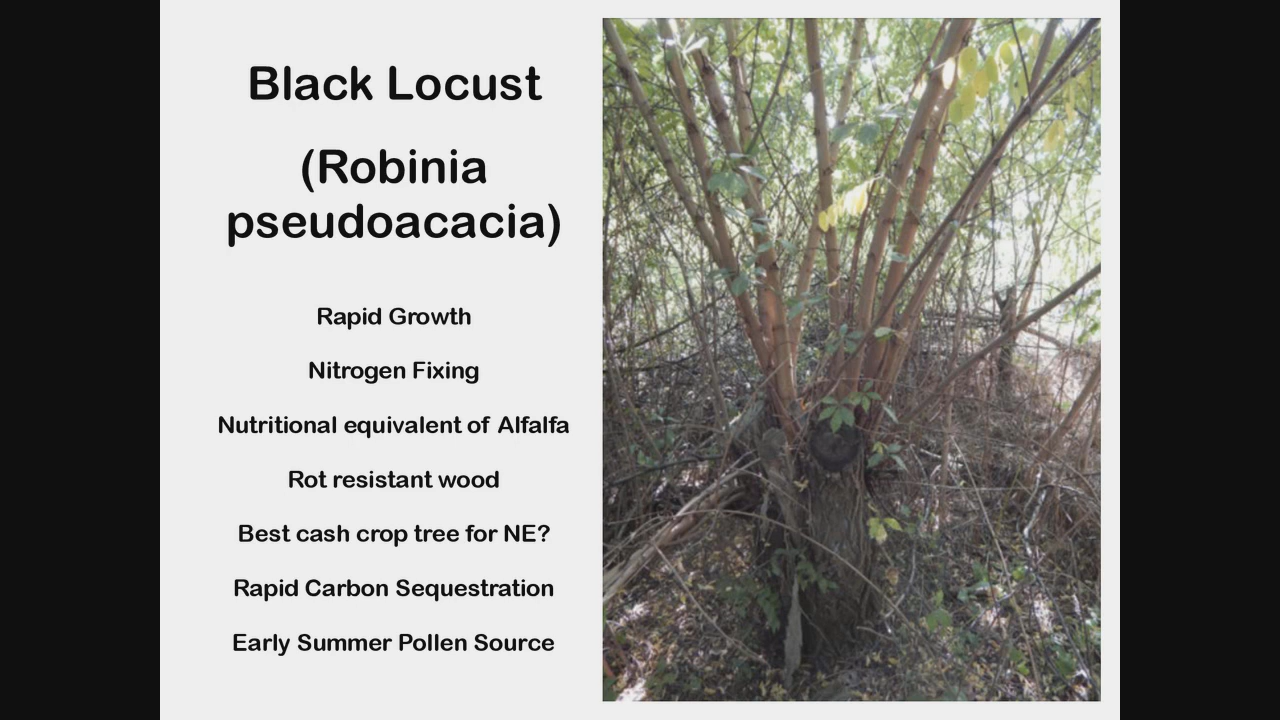 Black Locust
(Robinia
pseudoacacia)
Rapid Growth
Nitrogen Fixing
Nutritional equivalent of Alfalfa
Rot resistant wood
Best cash crop tree for NE?
Rapid Carbon Sequestration
Early Summer Pollen Source